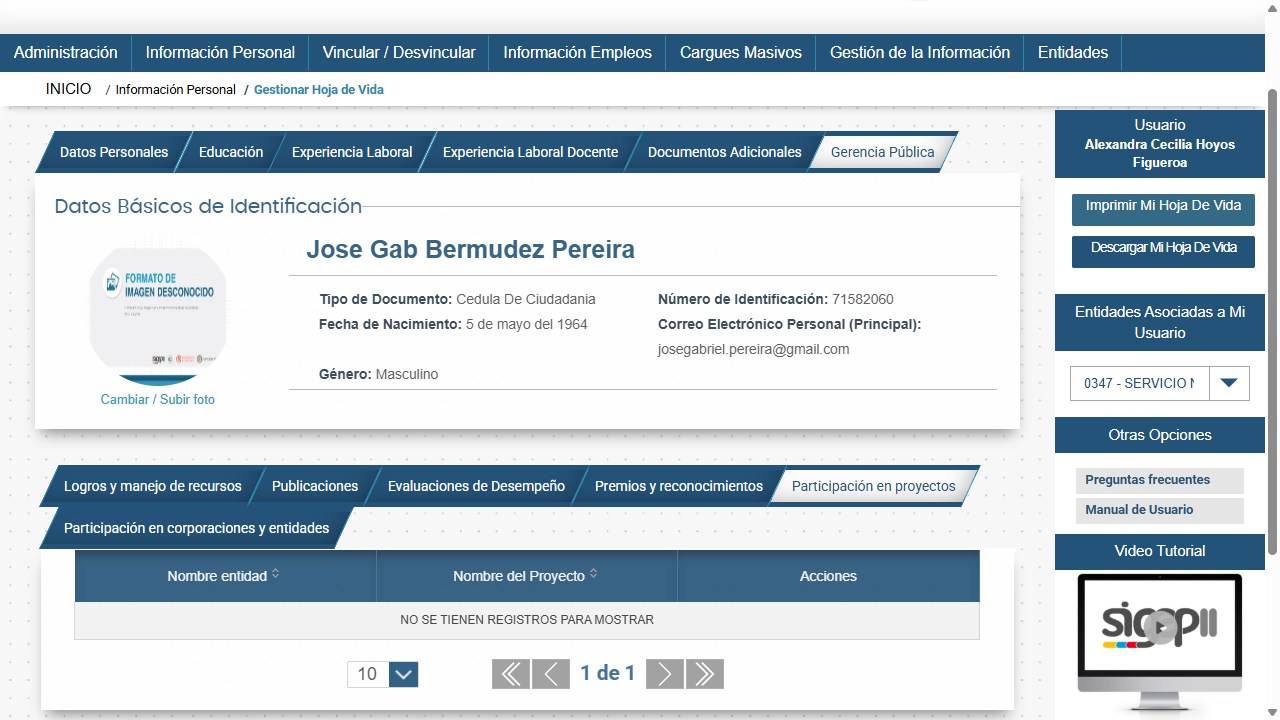 Administración
Información Personal
Vincular / Desvincular
Información Empleos
Cargues Masivos
Gestión de la Información
Entidades
INICIO / Información Personal / Gestionar Hoja de Vida
Datos Personales
Educación
Experiencia Laboral
Experiencia Laboral Docente
Documentos Adicionales
Gerencia Pública
Datos Básicos de Identificación
FORMATO DE
IMAGEN DESCONOCIDO
Cambiar / Subir foto
Jose Gab Bermudez Pereira
Tipo de Documento: Cedula De Ciudadania
Número de Identificación: 71582060
Fecha de Nacimiento: 5 de mayo del 1964
Correo Electrónico Personal (Principal):
josegabriel.pereira@gmail.com
Género: Masculino
Logros y manejo de recursos
Publicaciones
Evaluaciones de Desempeño
Premios y reconocimientos
Participación en proyectos
Participación en corporaciones y entidades
Nombre entidad
Nombre del Proyecto
Acciones
NO SE TIENEN REGISTROS PARA MOSTRAR
10
1 de 1
Usuario
Alexandra Cecilia Hoyos
Figueroa
Imprimir Mi Hoja De Vida
Descargar Mi Hoja De Vida
Entidades Asociadas a Mi
Usuario
0347 - SERVICIO N
Otras Opciones
Preguntas frecuentes
Manual de Usuario
Video Tutorial
sigepII